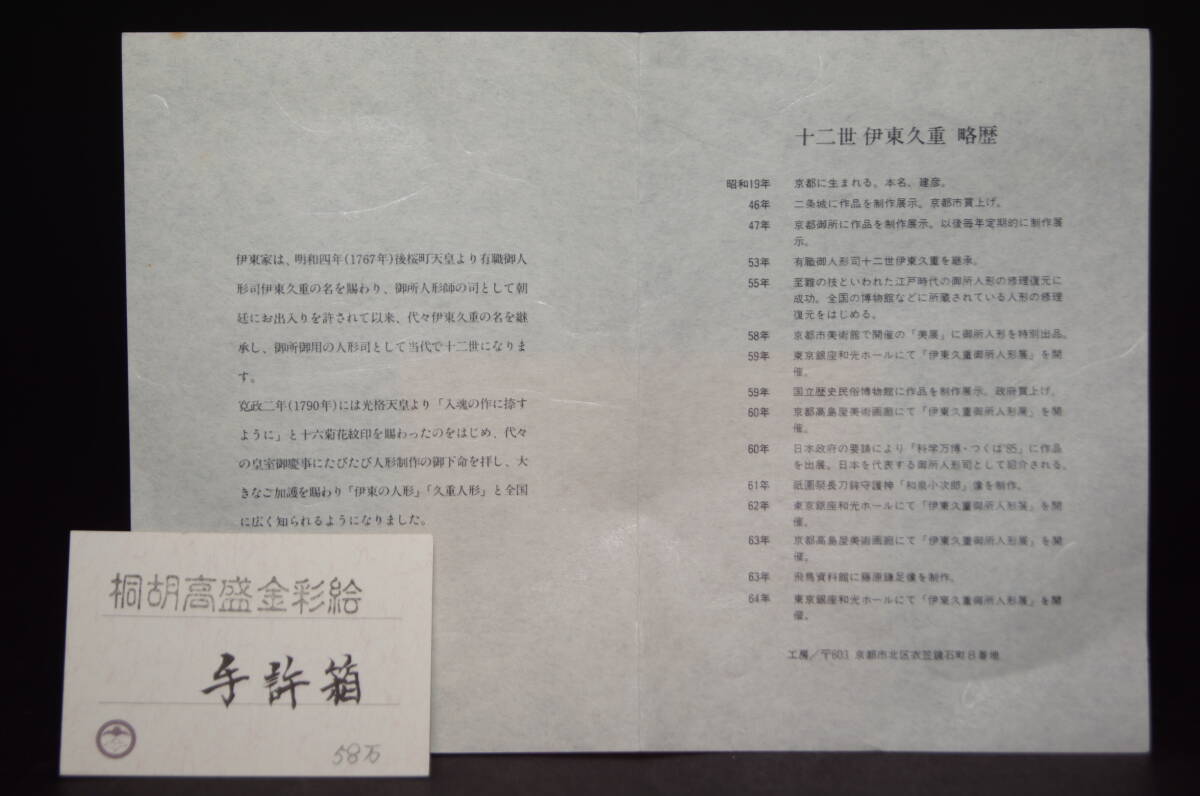 伊東家は、明和四年(1767年)後桜町天皇より有職御人
形司伊東久重の名を賜わり、御所人形師の司として朝
廷にお出入りを許されて以来、代々伊東久重の名を継
承し、御所御用の人形司として当代で十二世になりま
す。
寛政二年(1790年)には光格天皇より「入魂の作に捺す
ように」と十六菊花紋印を賜わったのをはじめ、代々
の皇室御慶事にたびたび人形制作の御下命を拝し、大
きなご加護を賜わり「伊東の人形」「久重人形」と全国
に広く知られるようになりました。
十二世 伊東久重 略歴
昭和19年 京都に生まれる。本名、建彦。
46年 二条城に作品を制作展示。京都市買上げ。
47年 京都御所に作品を制作展示。以後毎年定期的に制作展
示。
53年 有職御人形司十二世伊東久重を継承。
55年 至難の技といわれた江戸時代の御所人形の修理復元に
成功。全国の博物館などに所蔵されている人形の修理
復元をはじめる。
58年 京都市美術館で開催の「美展」に御所人形を特別出品。
59年 東京銀座和光ホールにて「伊東久重御所人形展」を開
催。
59年 国立歴史民俗博物館に作品を制作展示。政府買上げ。
60年 京都高島屋美術画廊にて「伊東久重御所人形展」を開
催。
60年 日本政府の要請により「科学万博・つくば'85」に作品
を出展。日本を代表する御所人形司として紹介される。
61年 祇園祭長刀鉾守護神「和泉小次郎」像を制作。
62年 東京銀座和光ホールにて「伊東久重御所人形展」を開
催。
63年 京都高島屋美術画廊にて「伊東久重御所人形展」を開
催。
63年 飛鳥資料館に藤原鎌足像を制作。
64年 東京銀座和光ホールにて「伊東久重御所人形展」を開
催。
工房/〒603 京都市北区衣笠鏡石町8番地
桐胡高盛金彩絵
手許箱
58万